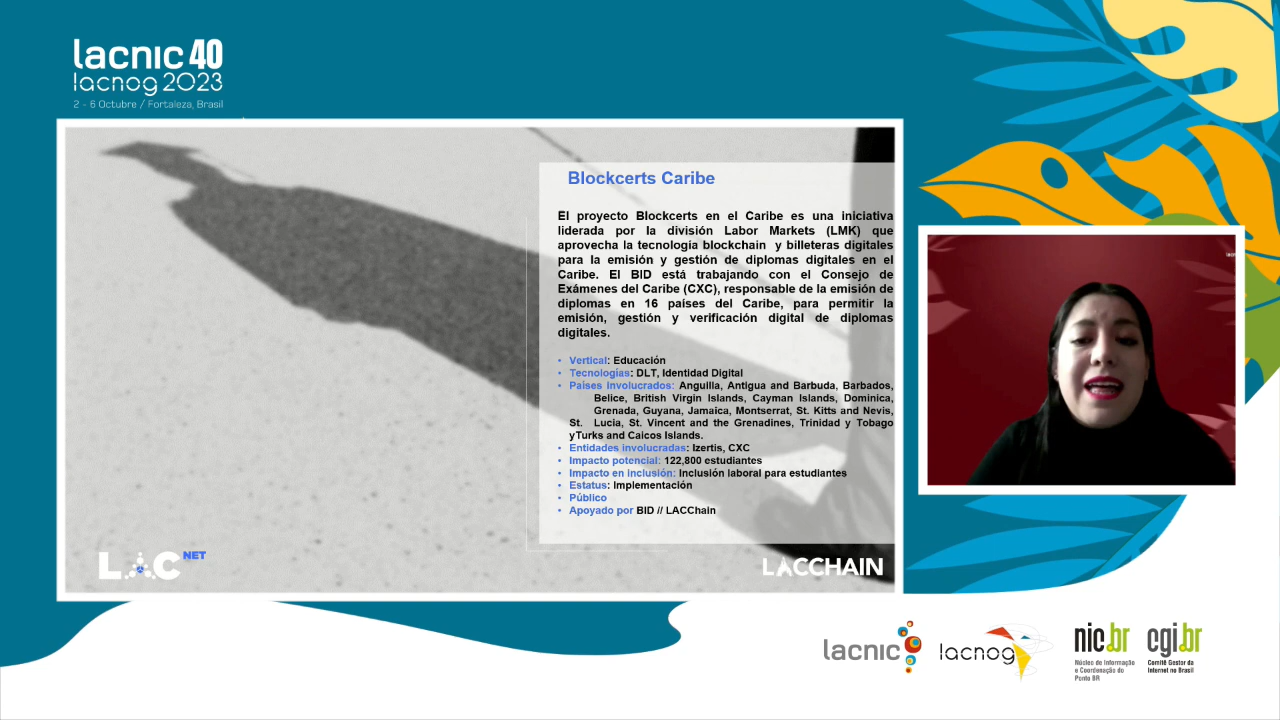 lacnic 40
lacnog 2023
2 - 6 Octubre / Fortaleza, Brasil
Blockcerts Caribe
El proyecto Blockcerts en el Caribe es una iniciativa
liderada por la división Labor Markets (LMK) que
aprovecha la tecnología blockchain y billeteras digitales
para la emisión y gestión de diplomas digitales en el
Caribe. El BID está trabajando con el Consejo de
Exámenes del Caribe (CXC), responsable de la emisión de
diplomas en 16 países del Caribe, para permitir la
emisión, gestión y verificación digital de diplomas
digitales.
• Vertical: Educación
• Tecnologías: DLT, Identidad Digital
• Países involucrados: Anguilla, Antigua and Barbuda, Barbados,
Belice, British Virgin Islands, Cayman Islands, Dominica,
Grenada, Guyana, Jamaica, Montserrat, St. Kitts and Nevis,
St. Lucia, St. Vincent and the Grenadines, Trinidad y Tobago
yTurks and Caicos Islands.
• Entidades involucradas: Izertis, CXC
• Impacto potencial: 122,800 estudiantes
• Impacto en inclusión: Inclusión laboral para estudiantes
• Estatus: Implementación
• Público
• Apoyado por BID // LACChain
LAC NET
LACCHAIN
lacnic
lacnog
nic.br
Núcleo de Informação
e Coordenação do
Ponto BR
cgi.br
Comitê Gestor da
Internet no Brasil